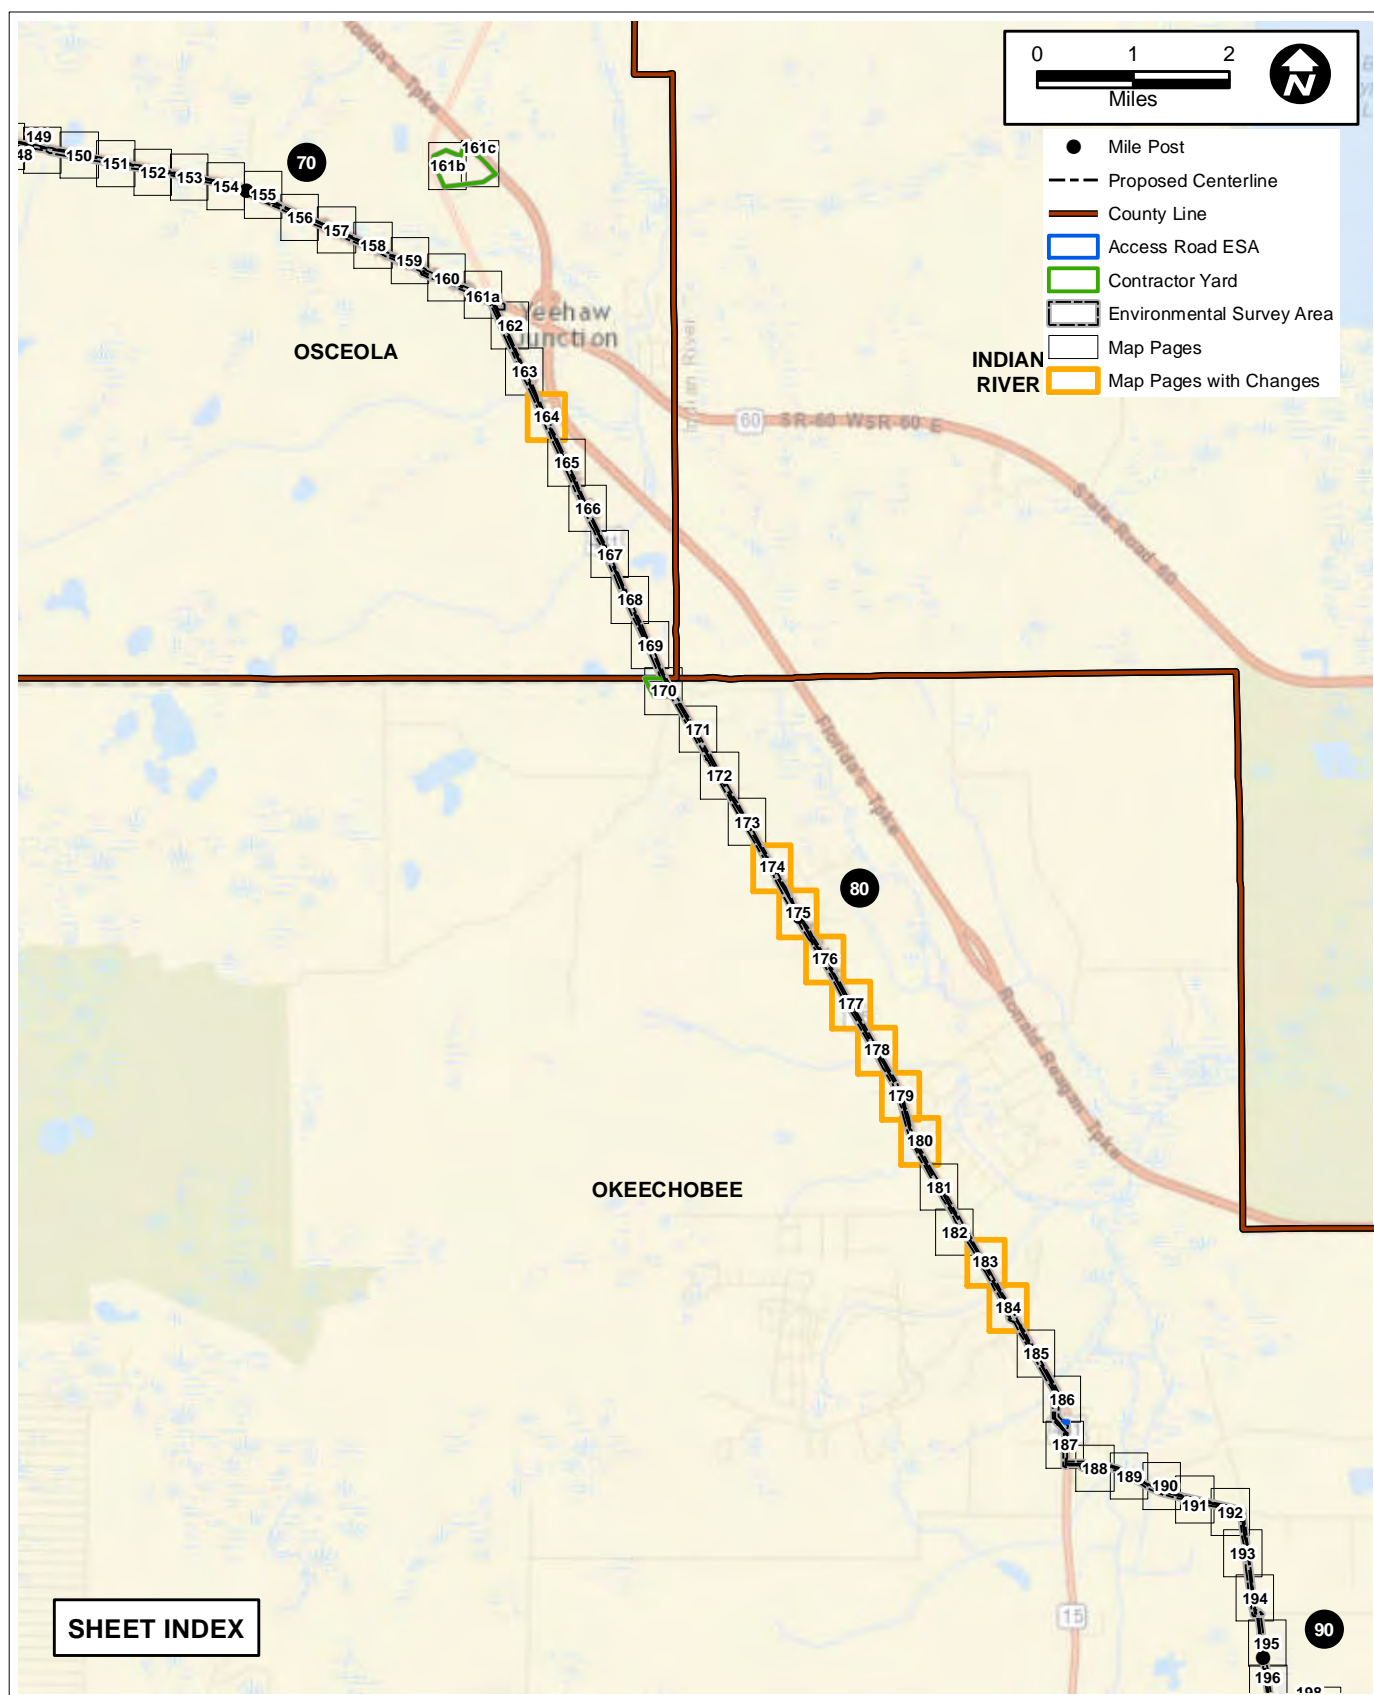 0 1 2
Miles
N
Mile Post
Proposed Centerline
County Line
Access Road ESA
Contractor Yard
Environmental Survey Area
Map Pages
Map Pages with Changes
Florida's Tpke
149
48
150
151
152
153
154
70
155
156
157
158
159
160
161a
161b
161c
162
Yeehaw
Junction
163
OSCEOLA
INDIAN
RIVER
Indian River
164
60
SR-60 W
SR 60 E
State Road 60
165
166
167
168
169
170
171
172
173
Florida's Tpke
174
80
175
176
177
Ronald Reagan Tpke
178
179
180
OKEECHOBEE
181
182
183
184
185
186
187
188
189
190
191
192
193
194
15
90
195
196
198
SHEET INDEX